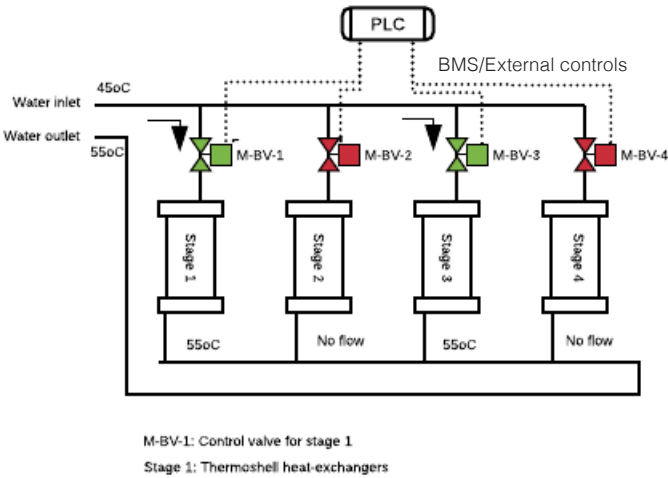 PLC
BMS/External controls
45oC
Water inlet
Water outlet
55oC
M-BV-1
M-BV-2
M-BV-3
M-BV-4
Stage 1
Stage 2
Stage 3
Stage 4
55oC
No flow
55oC
No flow
M-BV-1: Control valve for stage 1
Stage 1: Thermoshell heat-exchangers